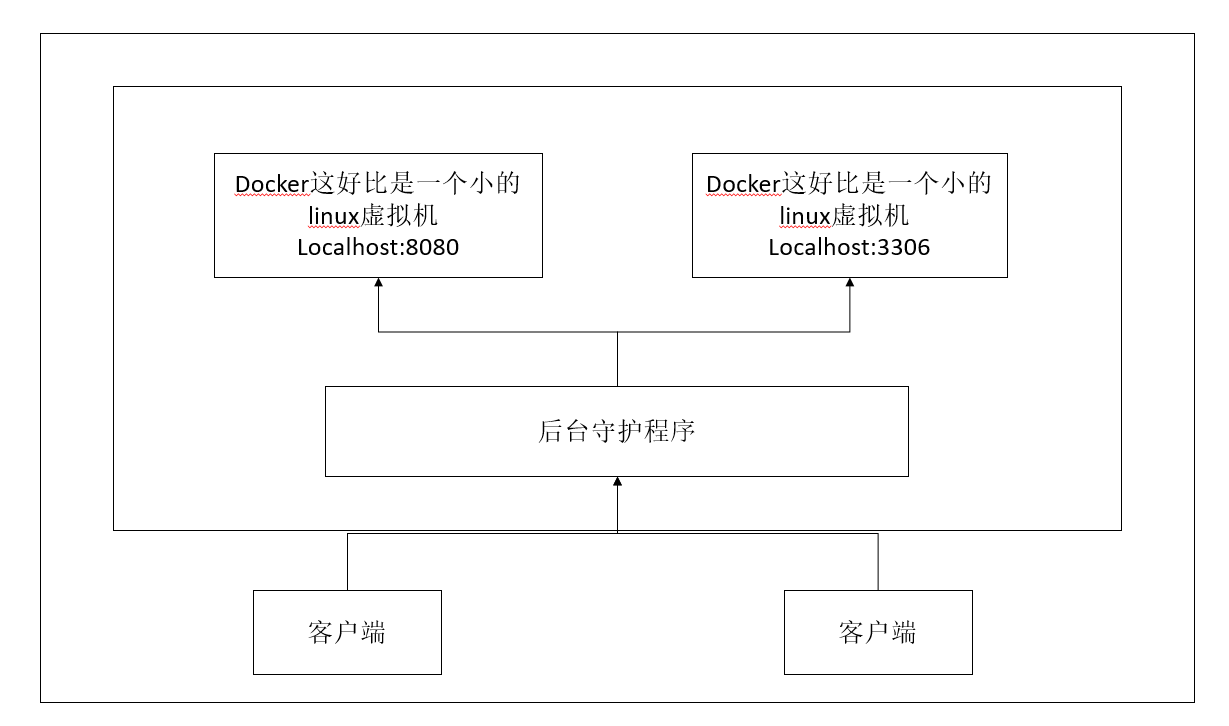 Docker这好比是一个小的
linux虚拟机
Localhost:8080
Docker这好比是一个小的
linux虚拟机
Localhost:3306
后台守护程序
客户端
客户端